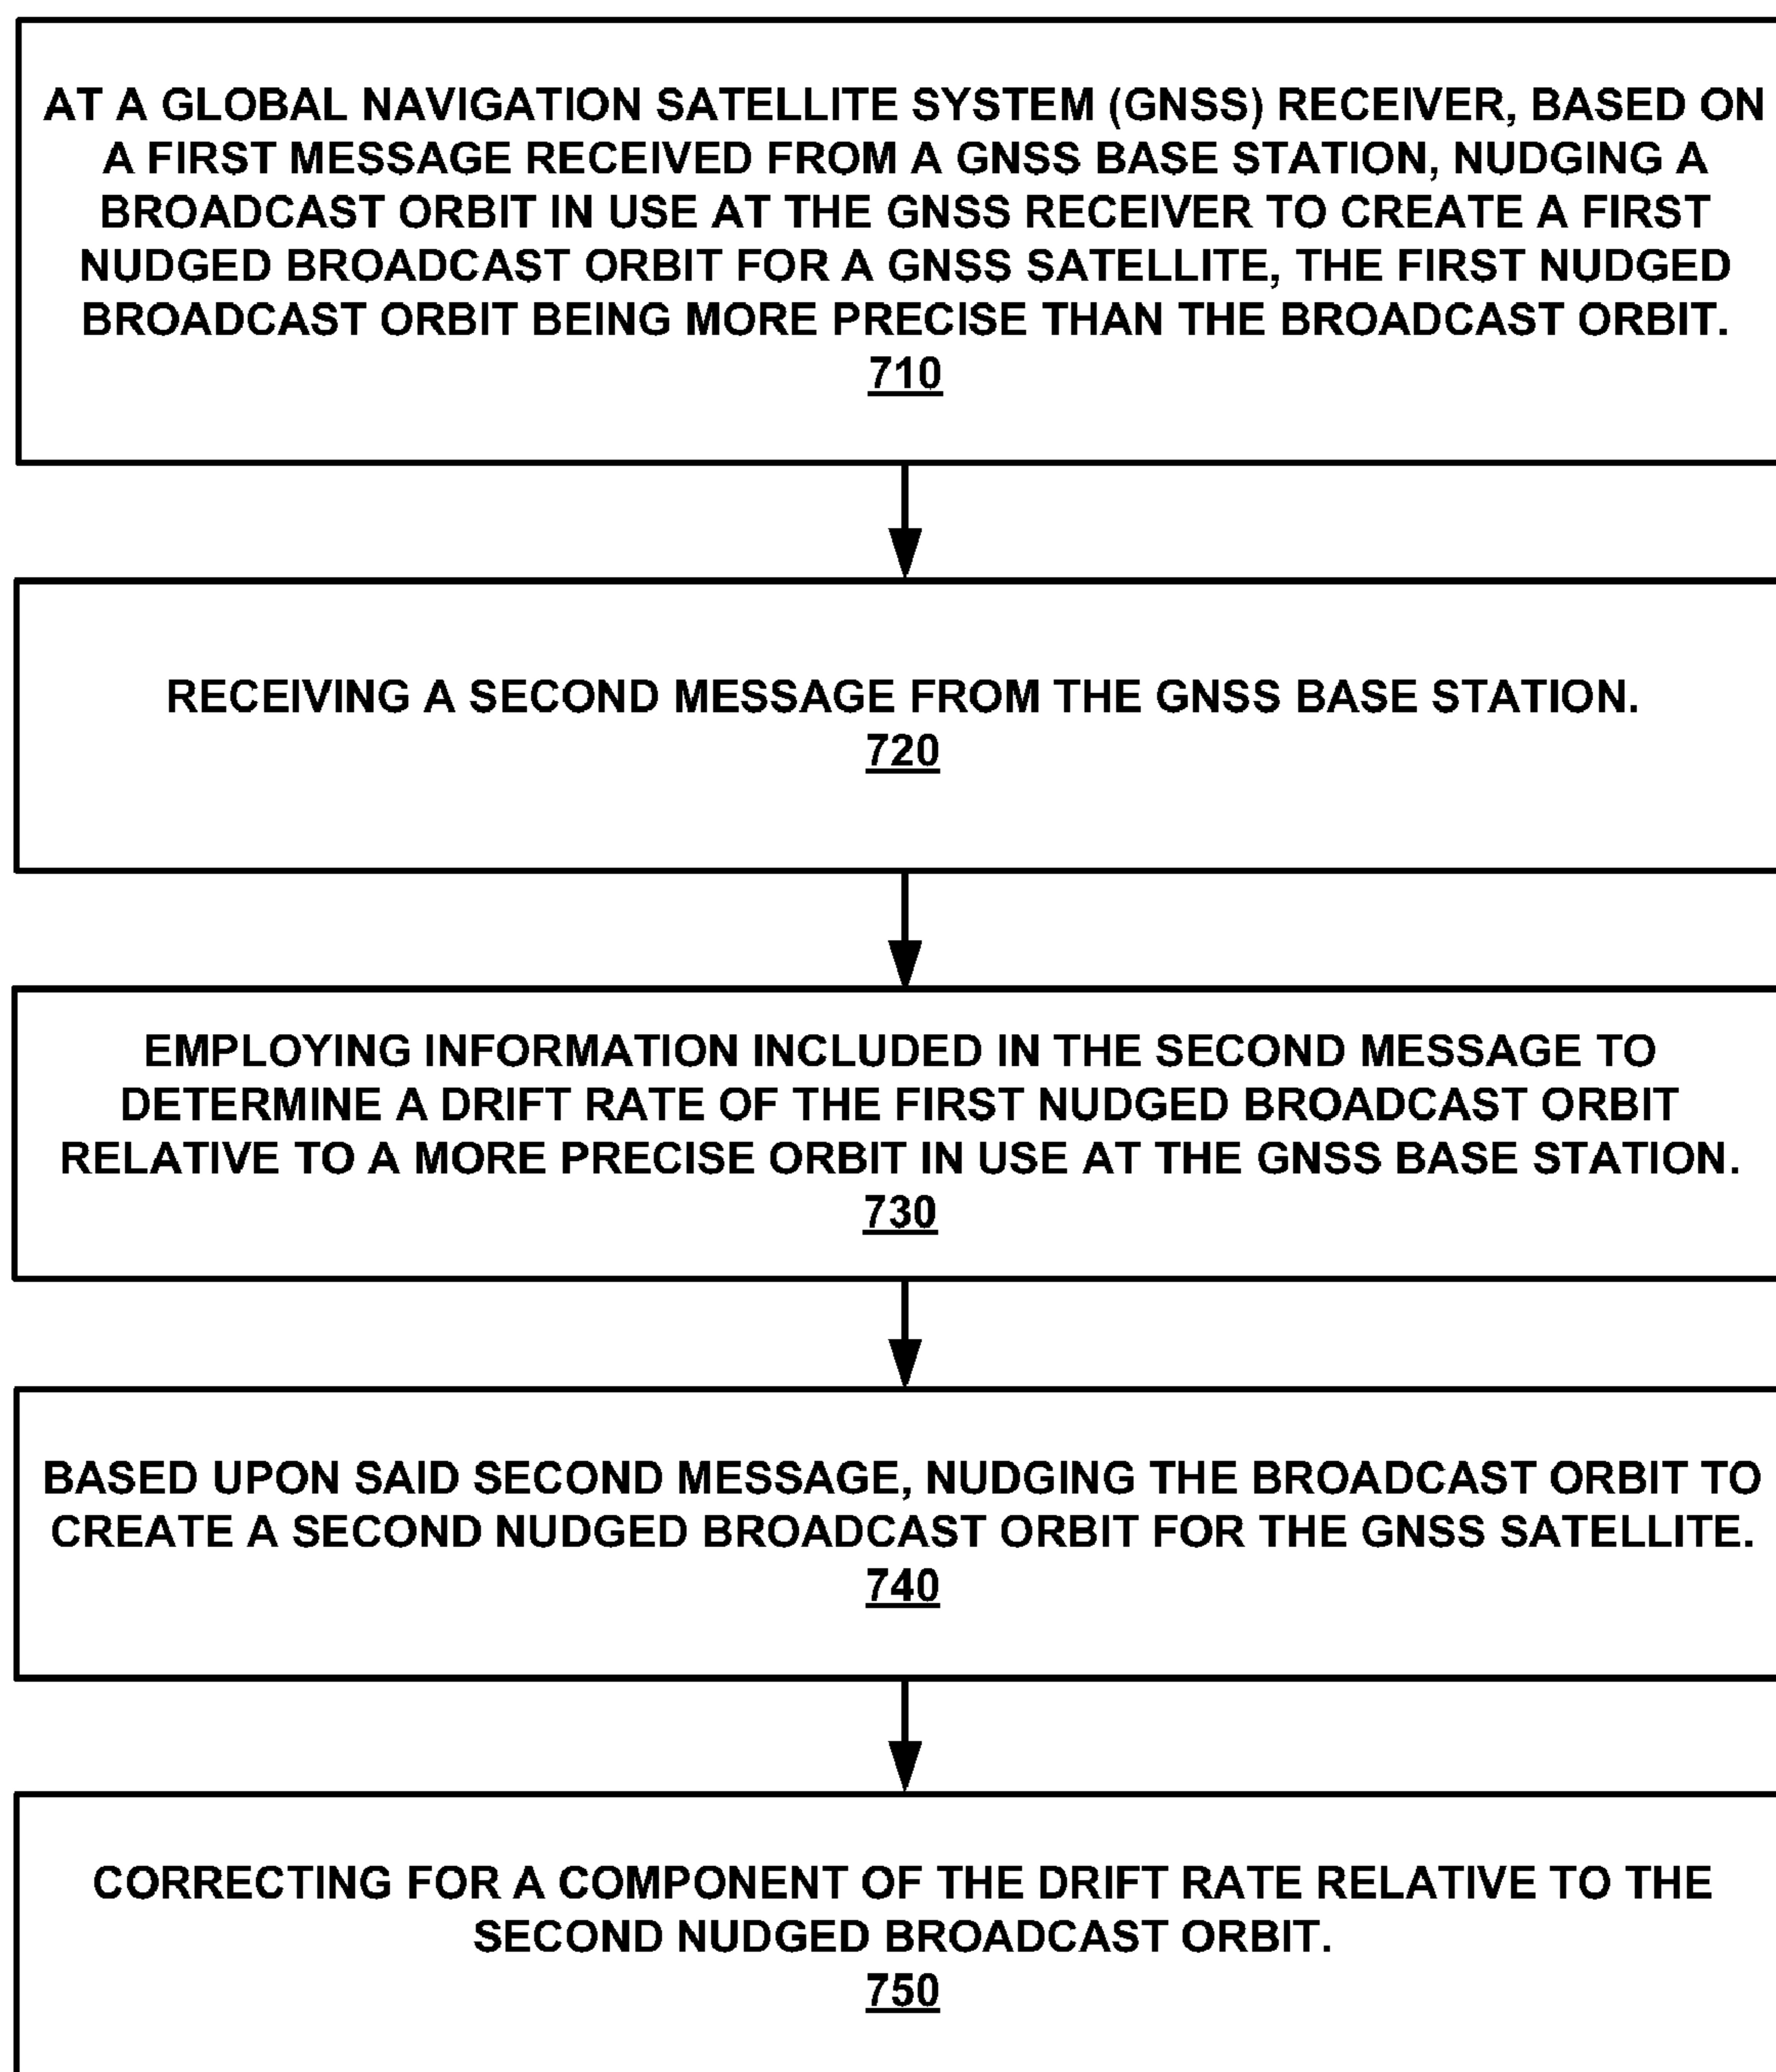 AT A GLOBAL NAVIGATION SATELLITE SYSTEM (GNSS) RECEIVER, BASED ON
A FIRST MESSAGE RECEIVED FROM A GNSS BASE STATION, NUDGING A
BROADCAST ORBIT IN USE AT THE GNSS RECEIVER TO CREATE A FIRST
NUDGED BROADCAST ORBIT FOR A GNSS SATELLITE, THE FIRST NUDGED
BROADCAST ORBIT BEING MORE PRECISE THAN THE BROADCAST ORBIT.
710
RECEIVING A SECOND MESSAGE FROM THE GNSS BASE STATION.
720
EMPLOYING INFORMATION INCLUDED IN THE SECOND MESSAGE TO
DETERMINE A DRIFT RATE OF THE FIRST NUDGED BROADCAST ORBIT
RELATIVE TO A MORE PRECISE ORBIT IN USE AT THE GNSS BASE STATION.
730
BASED UPON SAID SECOND MESSAGE, NUDGING THE BROADCAST ORBIT TO
CREATE A SECOND NUDGED BROADCAST ORBIT FOR THE GNSS SATELLITE.
740
CORRECTING FOR A COMPONENT OF THE DRIFT RATE RELATIVE TO THE
SECOND NUDGED BROADCAST ORBIT.
750